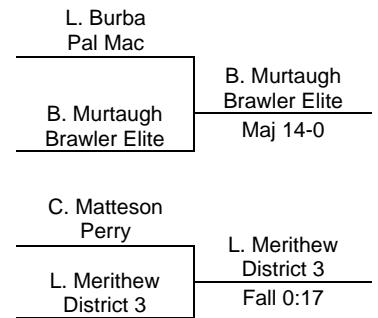 L. Burba
Pal Mac
B. Murtaugh
Brawler Elite
B. Murtaugh
Brawler Elite
Maj 14-0
C. Matteson
Perry
L. Merithew
District 3
L. Merithew
District 3
Fall 0:17